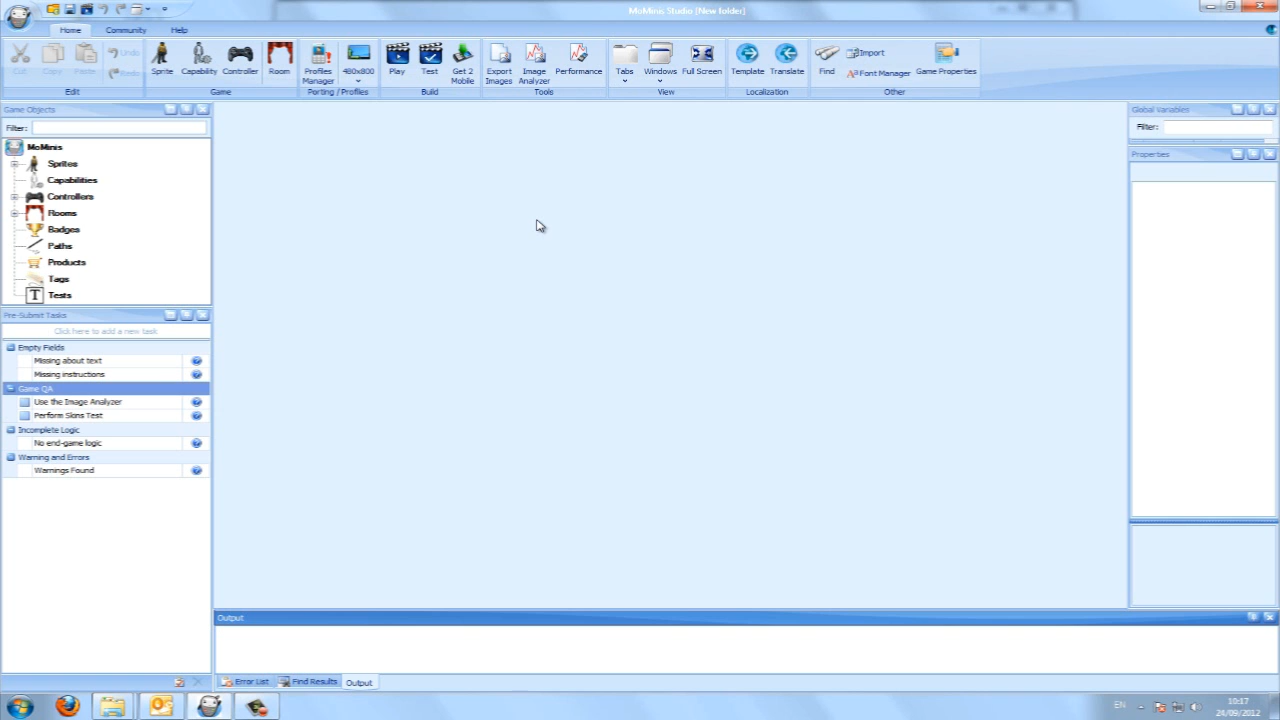 MoMinis Studio [New folder]
Home Community Help
Cut Copy Paste Undo Redo
Sprite Capability Controller Room
Profiles Manager 480x800
Play Test Get 2 Mobile
Export Images Image Analyzer Performance
Tabs Windows Full Screen
Template Translate
Find Import Font Manager Game Properties
Edit Game Porting / Profiles Build Tools View Localization Other
Game Objects
Filter:
MoMinis
Sprites
Capabilities
Controllers
Rooms
Badges
Paths
Products
Tags
Tests
Pre-Submit Tasks
Click here to add a new task
Empty Fields
Missing about text
Missing instructions
Game QA
Use the Image Analyzer
Perform Skins Test
Incomplete Logic
No end-game logic
Warning and Errors
Warnings Found
Global Variables
Filter:
Properties
Output
Error List Find Results Output
EN
10:17
24/09/2012